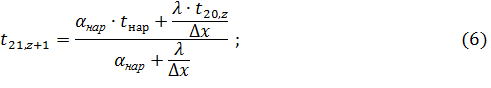 t₂₁,z₊₁ = (αнар · tнар + (λ · t₂₀,z)/Δx) / (αнар + λ/Δx) ; (6)